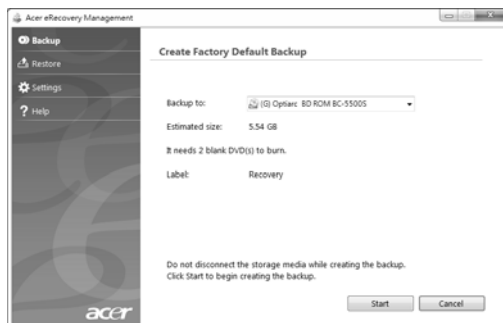 Acer eRecovery Management
Backup
Restore
Settings
? Help
Create Factory Default Backup
Backup to: (G) Optiarc BD ROM BC-5500S
Estimated size: 5.54 GB
It needs 2 blank DVD(s) to burn.
Label: Recovery
Do not disconnect the storage media while creating the backup.
Click Start to begin creating the backup.
Start Cancel
acer